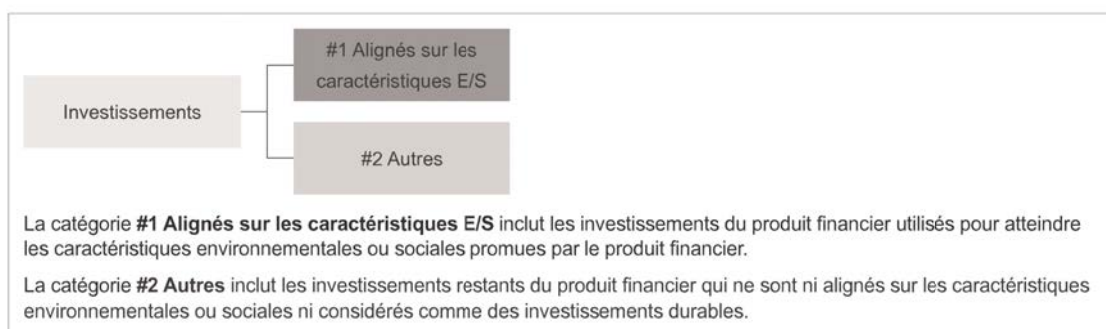 #1 Alignés sur les
caractéristiques E/S
Investissements
#2 Autres
La catégorie #1 Alignés sur les caractéristiques E/S inclut les investissements du produit financier utilisés pour atteindre
les caractéristiques environnementales ou sociales promues par le produit financier.
La catégorie #2 Autres inclut les investissements restants du produit financier qui ne sont ni alignés sur les caractéristiques
environnementales ou sociales ni considérés comme des investissements durables.